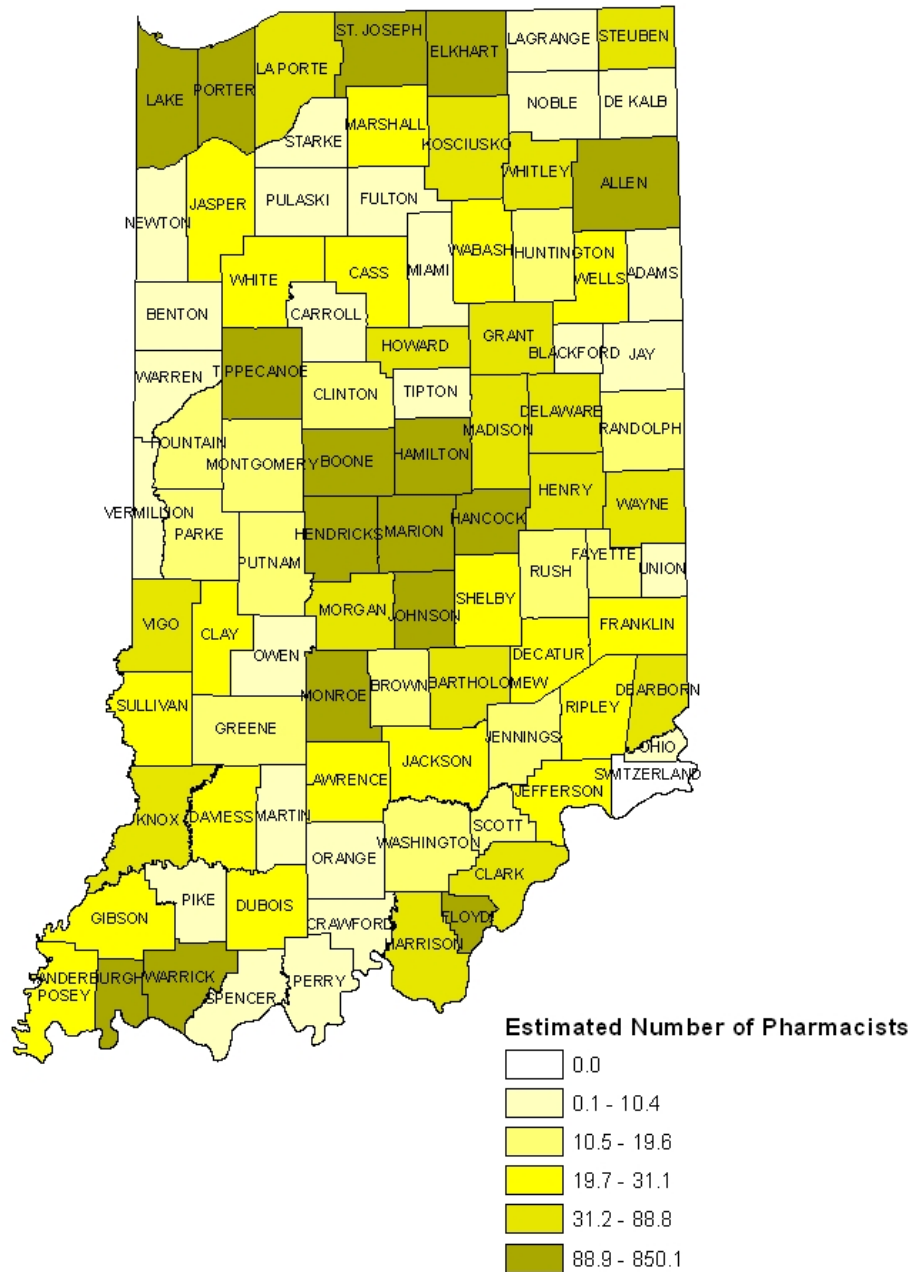 ST. JOSEPH
LAGRANGE
STEUBEN
ELKHART
LA PORTE
PORTER
LAKE
NOBLE
DE KALB
MARSHALL
STARKE
KOSCIUSKO
WHITLEY
ALLEN
PULASKI
FULTON
JASPER
NEWTON
WABASH
HUNTINGTON
MIAMI
CASS
WHITE
WELLS
ADAMS
BENTON
CARROLL
GRANT
HOWARD
BLACKFORD
JAY
TIPPECANOE
WARREN
TIPTON
CLINTON
DELAWARE
MADISON
RANDOLPH
FOUNTAIN
MONTGOMERY
BOONE
HAMILTON
HENRY
WAYNE
VERMILLION
HANCOCK
PARKE
HENDRICKS
MARION
FAYETTE
PUTNAM
RUSH
UNION
SHELBY
MORGAN
JOHNSON
VIGO
CLAY
FRANKLIN
OWEN
DECATUR
BROWN
BARTHOLOMEW
DEARBORN
MONROE
SULLIVAN
RIPLEY
GREENE
JENNINGS
OHIO
JACKSON
SWITZERLAND
LAWRENCE
JEFFERSON
KNOX
DAVIESS
MARTIN
SCOTT
WASHINGTON
ORANGE
CLARK
PIKE
DUBOIS
GIBSON
CRAWFORD
FLOYD
HARRISON
VANDERBURGH
WARRICK
PERRY
POSEY
SPENCER
Estimated Number of Pharmacists
0.0
0.1 - 10.4
10.5 - 19.6
19.7 - 31.1
31.2 - 88.8
88.9 - 850.1